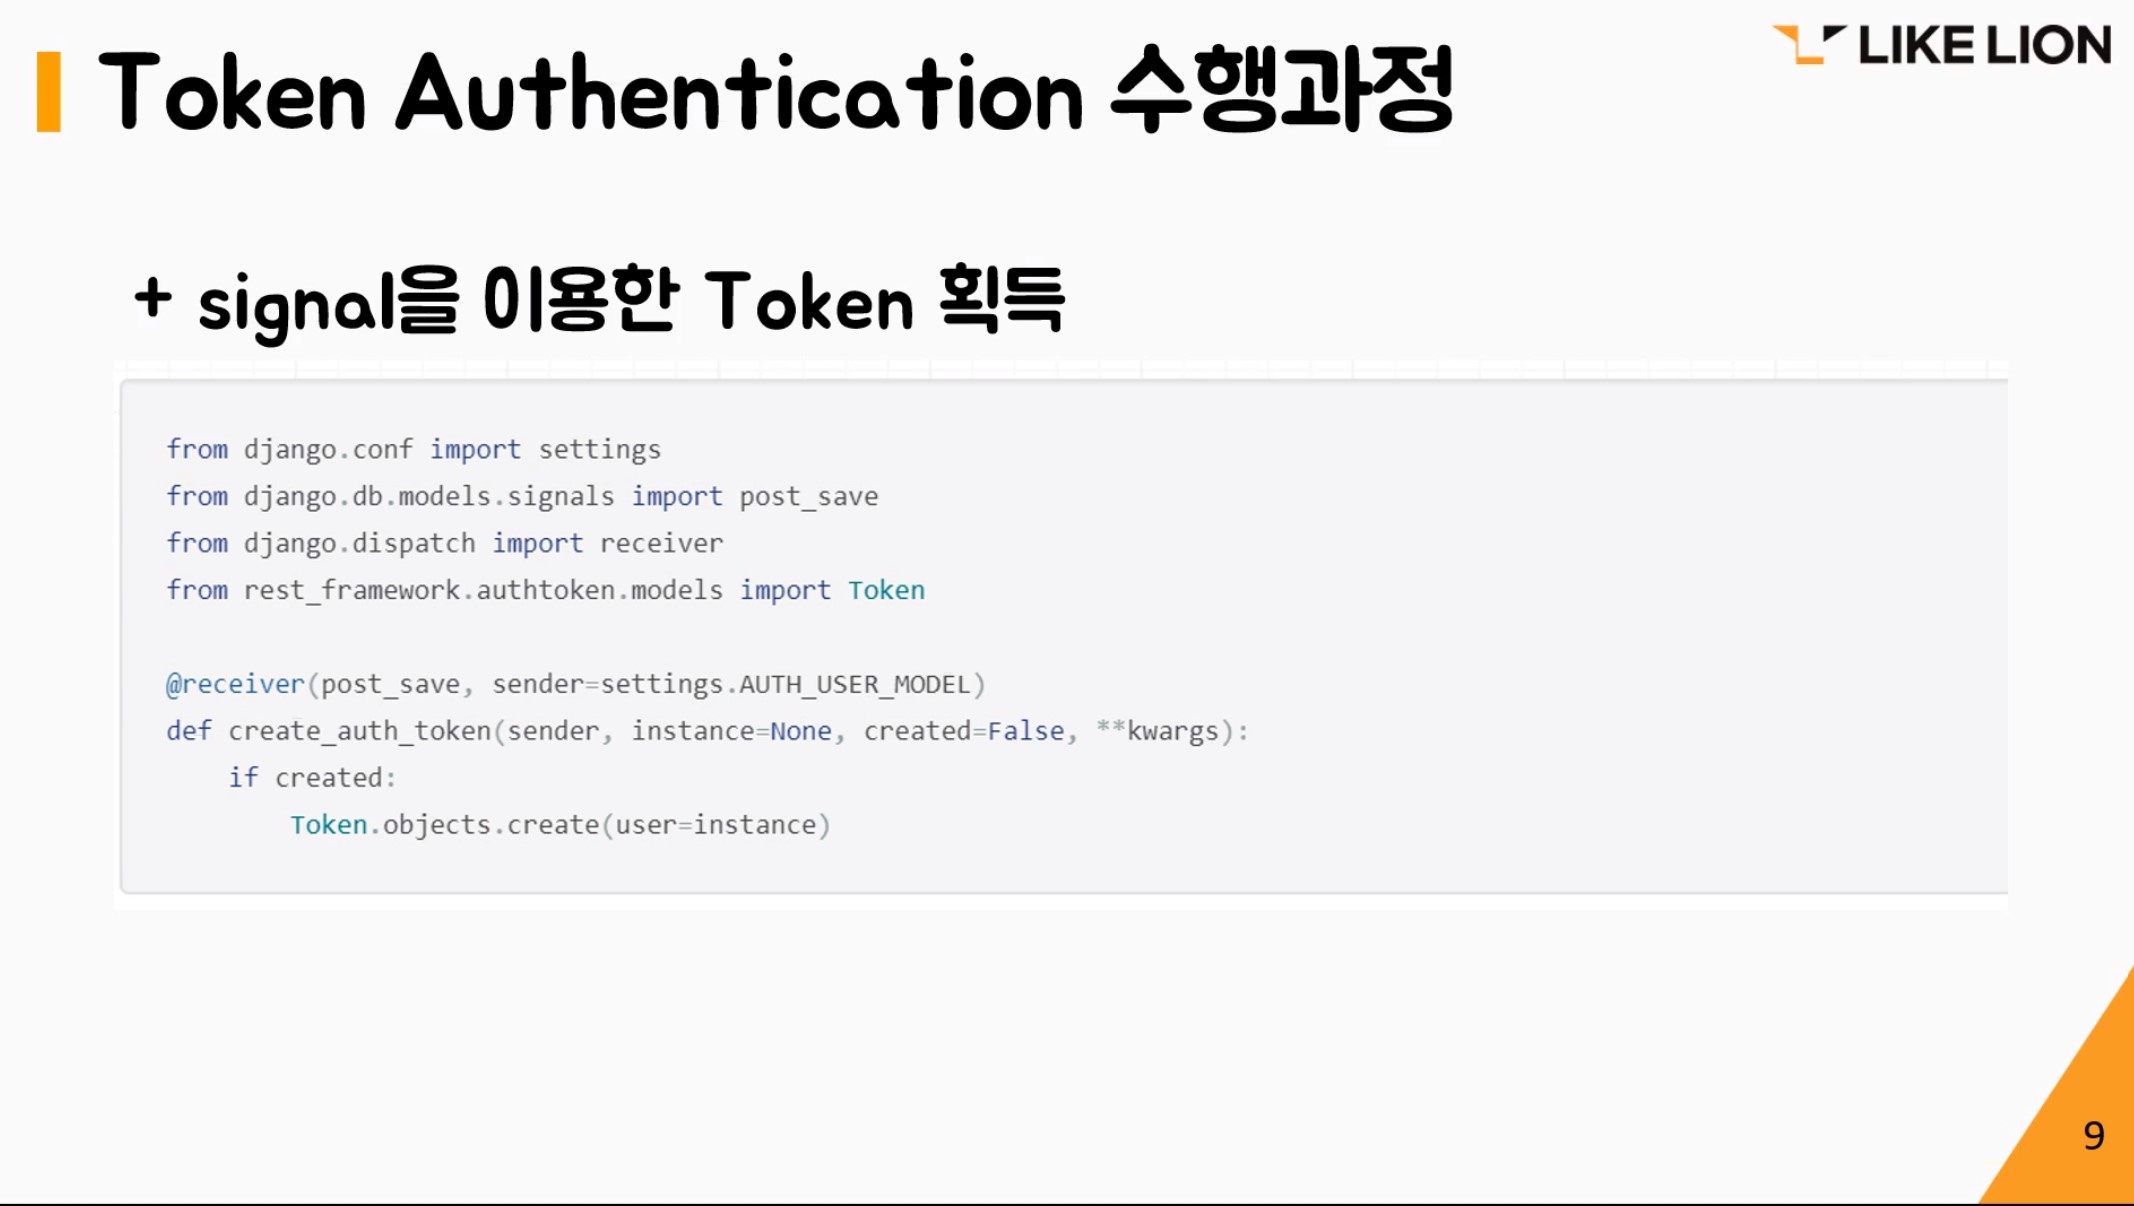 LIKE LION
Token Authentication 수행과정
+ signal을 이용한 Token 획득
from django.conf import settings
from django.db.models.signals import post_save
from django.dispatch import receiver
from rest_framework.authtoken.models import Token
@receiver(post_save, sender=settings.AUTH_USER_MODEL)
def create_auth_token(sender, instance=None, created=False, **kwargs):
    if created:
        Token.objects.create(user=instance)
9